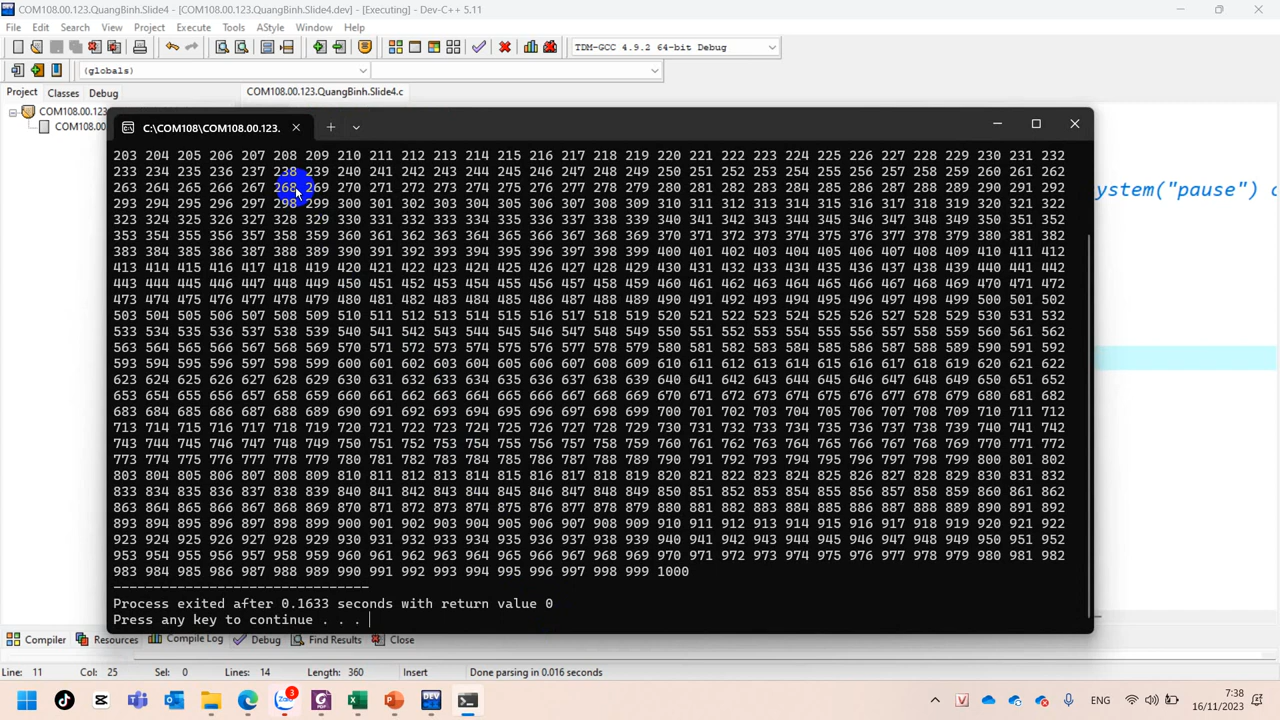 COM108.00.123.QuangBinh.Slide4 - [COM108.00.123.QuangBinh.Slide4.dev] - [Executing] - Dev-C++ 5.11
File Edit Search View Project Execute Tools AStyle Window Help
TDM-GCC 4.9.2 64-bit Debug
(globals)
Project Classes Debug
COM108.00.123.QuangBinh.Slide4.c
COM108.00.123
COM108.00
C:\COM108\COM108.00.123.
ystem("pause")
203 204 205 206 207 208 209 210 211 212 213 214 215 216 217 218 219 220 221 222 223 224 225 226 227 228 229 230 231 232
233 234 235 236 237 238 239 240 241 242 243 244 245 246 247 248 249 250 251 252 253 254 255 256 257 258 259 260 261 262
263 264 265 266 267 268 269 270 271 272 273 274 275 276 277 278 279 280 281 282 283 284 285 286 287 288 289 290 291 292
293 294 295 296 297 298 299 300 301 302 303 304 305 306 307 308 309 310 311 312 313 314 315 316 317 318 319 320 321 322
323 324 325 326 327 328 329 330 331 332 333 334 335 336 337 338 339 340 341 342 343 344 345 346 347 348 349 350 351 352
353 354 355 356 357 358 359 360 361 362 363 364 365 366 367 368 369 370 371 372 373 374 375 376 377 378 379 380 381 382
383 384 385 386 387 388 389 390 391 392 393 394 395 396 397 398 399 400 401 402 403 404 405 406 407 408 409 410 411 412
413 414 415 416 417 418 419 420 421 422 423 424 425 426 427 428 429 430 431 432 433 434 435 436 437 438 439 440 441 442
443 444 445 446 447 448 449 450 451 452 453 454 455 456 457 458 459 460 461 462 463 464 465 466 467 468 469 470 471 472
473 474 475 476 477 478 479 480 481 482 483 484 485 486 487 488 489 490 491 492 493 494 495 496 497 498 499 500 501 502
503 504 505 506 507 508 509 510 511 512 513 514 515 516 517 518 519 520 521 522 523 524 525 526 527 528 529 530 531 532
533 534 535 536 537 538 539 540 541 542 543 544 545 546 547 548 549 550 551 552 553 554 555 556 557 558 559 560 561 562
563 564 565 566 567 568 569 570 571 572 573 574 575 576 577 578 579 580 581 582 583 584 585 586 587 588 589 590 591 592
593 594 595 596 597 598 599 600 601 602 603 604 605 606 607 608 609 610 611 612 613 614 615 616 617 618 619 620 621 622
623 624 625 626 627 628 629 630 631 632 633 634 635 636 637 638 639 640 641 642 643 644 645 646 647 648 649 650 651 652
653 654 655 656 657 658 659 660 661 662 663 664 665 666 667 668 669 670 671 672 673 674 675 676 677 678 679 680 681 682
683 684 685 686 687 688 689 690 691 692 693 694 695 696 697 698 699 700 701 702 703 704 705 706 707 708 709 710 711 712
713 714 715 716 717 718 719 720 721 722 723 724 725 726 727 728 729 730 731 732 733 734 735 736 737 738 739 740 741 742
743 744 745 746 747 748 749 750 751 752 753 754 755 756 757 758 759 760 761 762 763 764 765 766 767 768 769 770 771 772
773 774 775 776 777 778 779 780 781 782 783 784 785 786 787 788 789 790 791 792 793 794 795 796 797 798 799 800 801 802
803 804 805 806 807 808 809 810 811 812 813 814 815 816 817 818 819 820 821 822 823 824 825 826 827 828 829 830 831 832
833 834 835 836 837 838 839 840 841 842 843 844 845 846 847 848 849 850 851 852 853 854 855 856 857 858 859 860 861 862
863 864 865 866 867 868 869 870 871 872 873 874 875 876 877 878 879 880 881 882 883 884 885 886 887 888 889 890 891 892
893 894 895 896 897 898 899 900 901 902 903 904 905 906 907 908 909 910 911 912 913 914 915 916 917 918 919 920 921 922
923 924 925 926 927 928 929 930 931 932 933 934 935 936 937 938 939 940 941 942 943 944 945 946 947 948 949 950 951 952
953 954 955 956 957 958 959 960 961 962 963 964 965 966 967 968 969 970 971 972 973 974 975 976 977 978 979 980 981 982
983 984 985 986 987 988 989 990 991 992 993 994 995 996 997 998 999 1000
--------------------------------
Process exited after 0.1633 seconds with return value 0
Press any key to continue . . .
Compiler Resources Compile Log Debug Find Results Close
Line: 11 Col: 25 Sel: 0 Lines: 14 Length: 360 Insert Done parsing in 0.016 seconds
3 ENG 7:38
16/11/2023